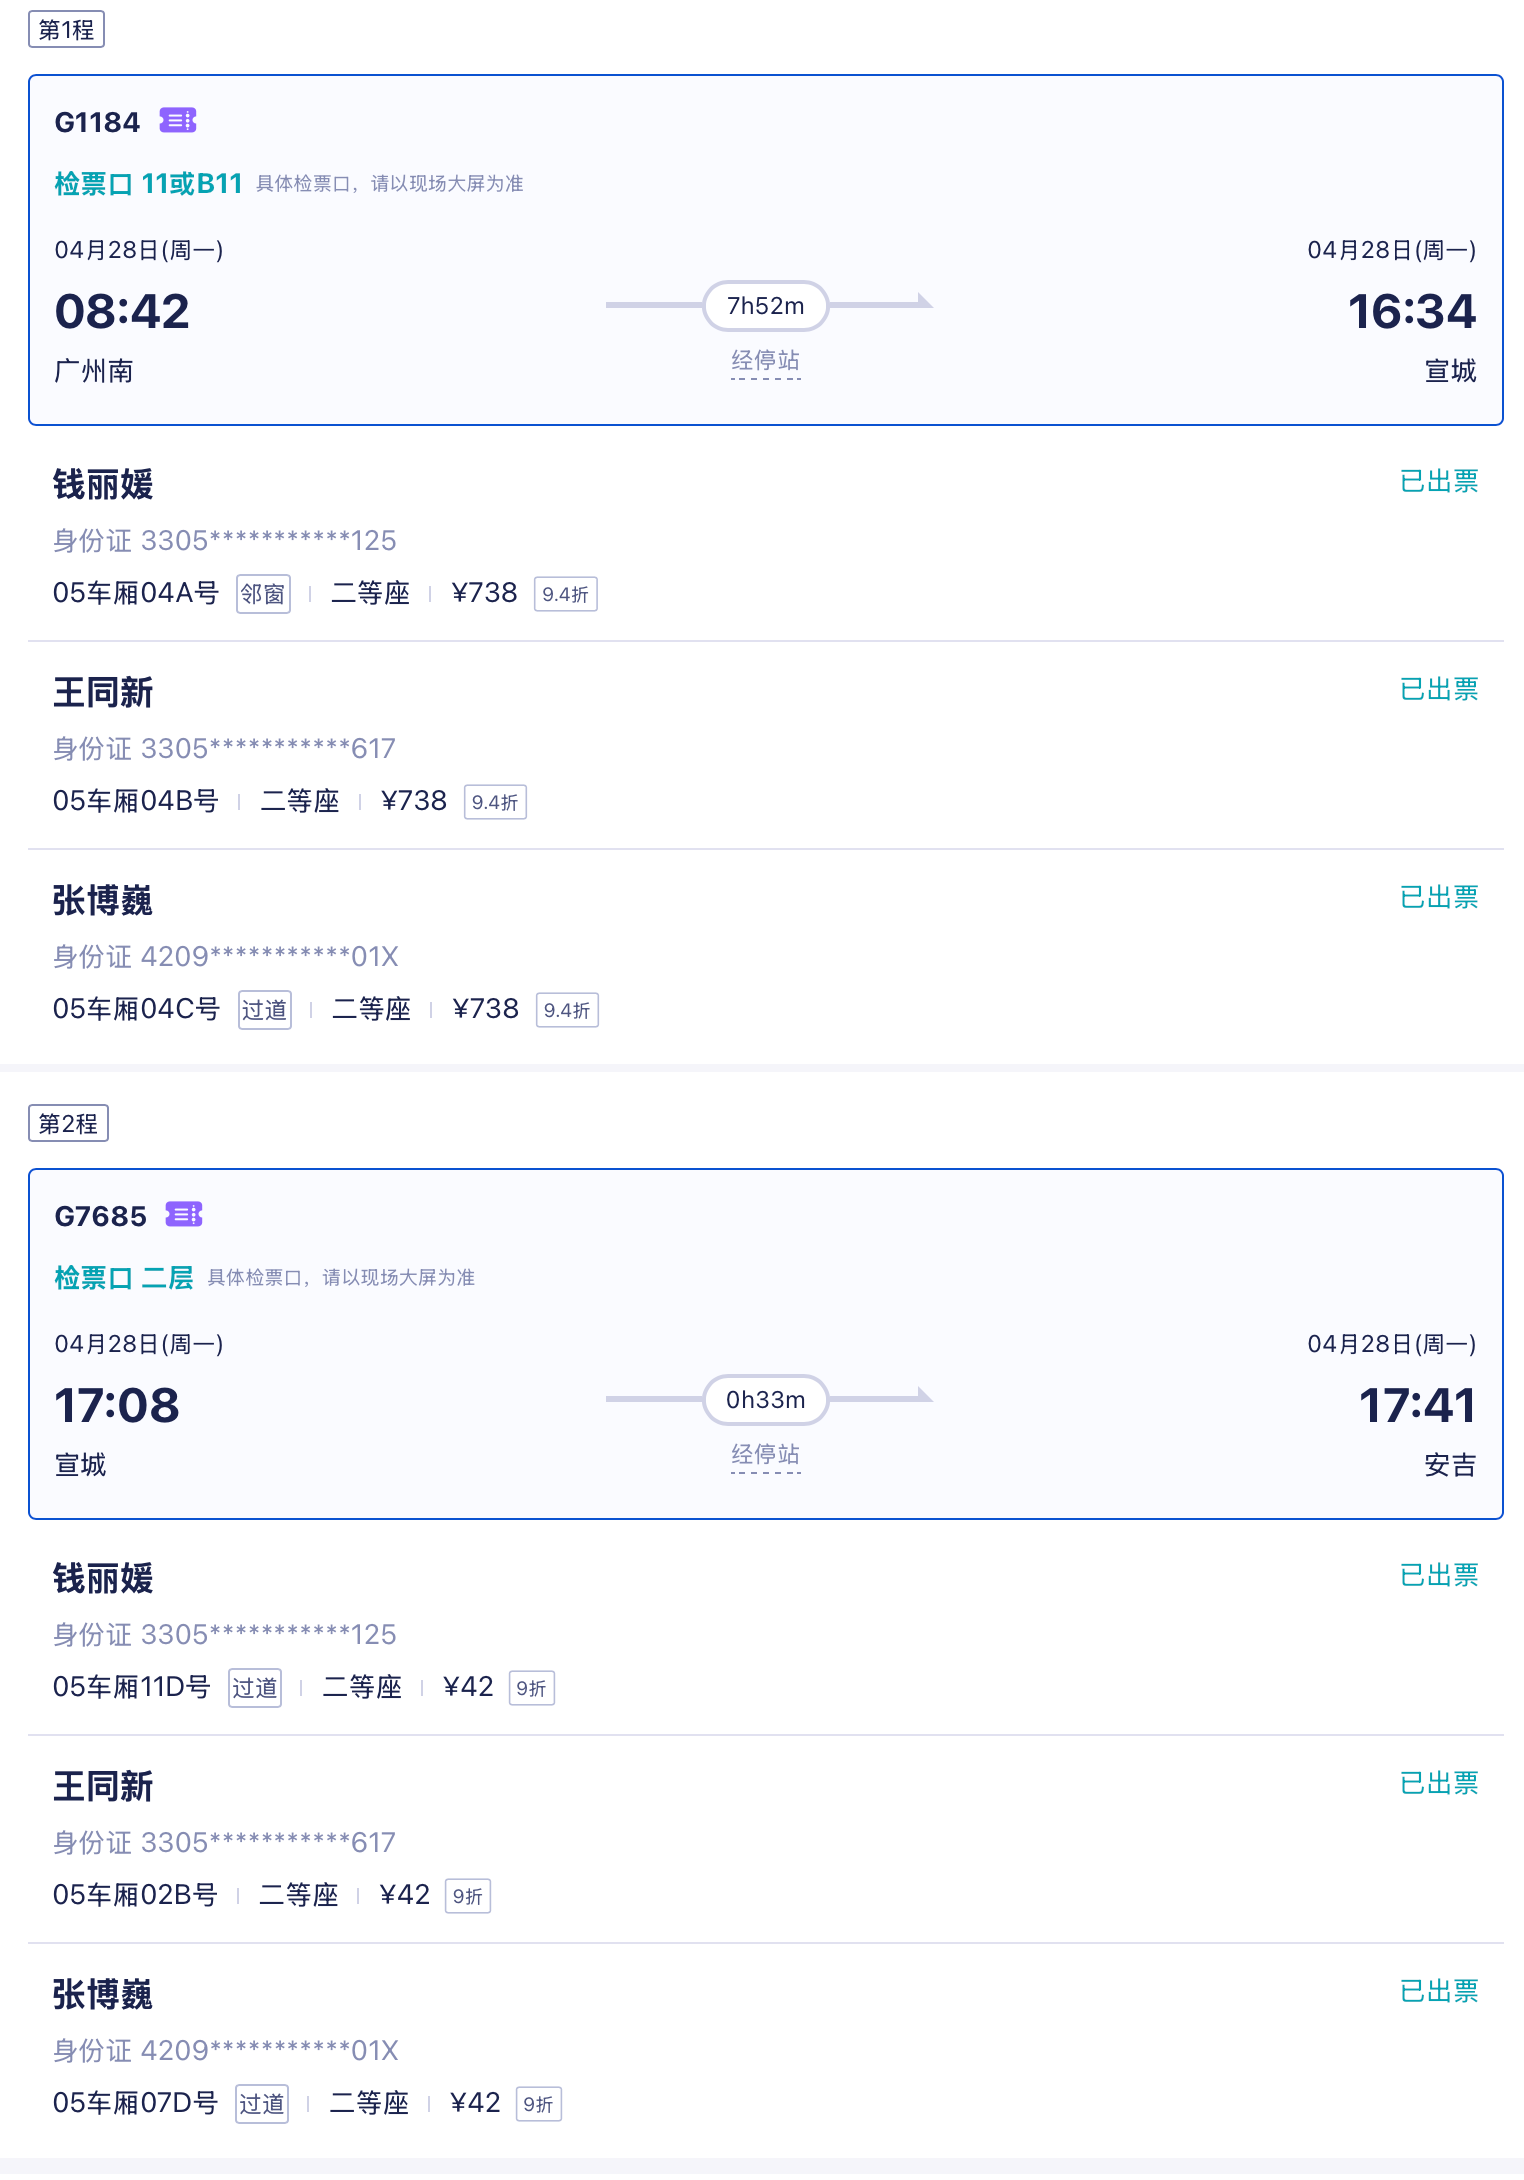 第1程
G1184
检票口 11或B11 具体检票口，请以现场大屏为准
04月28日(周一) 04月28日(周一)
08:42 7h52m 16:34
广州南 经停站 宣城
钱丽媛 已出票
身份证 3305***********125
05车厢04A号 邻窗 二等座 ¥738 9.4折
王同新 已出票
身份证 3305***********617
05车厢04B号 二等座 ¥738 9.4折
张博巍 已出票
身份证 4209***********01X
05车厢04C号 过道 二等座 ¥738 9.4折
第2程
G7685
检票口 二层 具体检票口，请以现场大屏为准
04月28日(周一) 04月28日(周一)
17:08 0h33m 17:41
宣城 经停站 安吉
钱丽媛 已出票
身份证 3305***********125
05车厢11D号 过道 二等座 ¥42 9折
王同新 已出票
身份证 3305***********617
05车厢02B号 二等座 ¥42 9折
张博巍 已出票
身份证 4209***********01X
05车厢07D号 过道 二等座 ¥42 9折